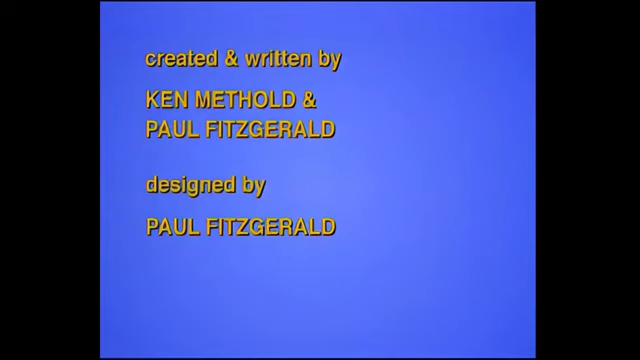 created & written by
KEN METHOLD &
PAUL FITZGERALD
designed by
PAUL FITZGERALD